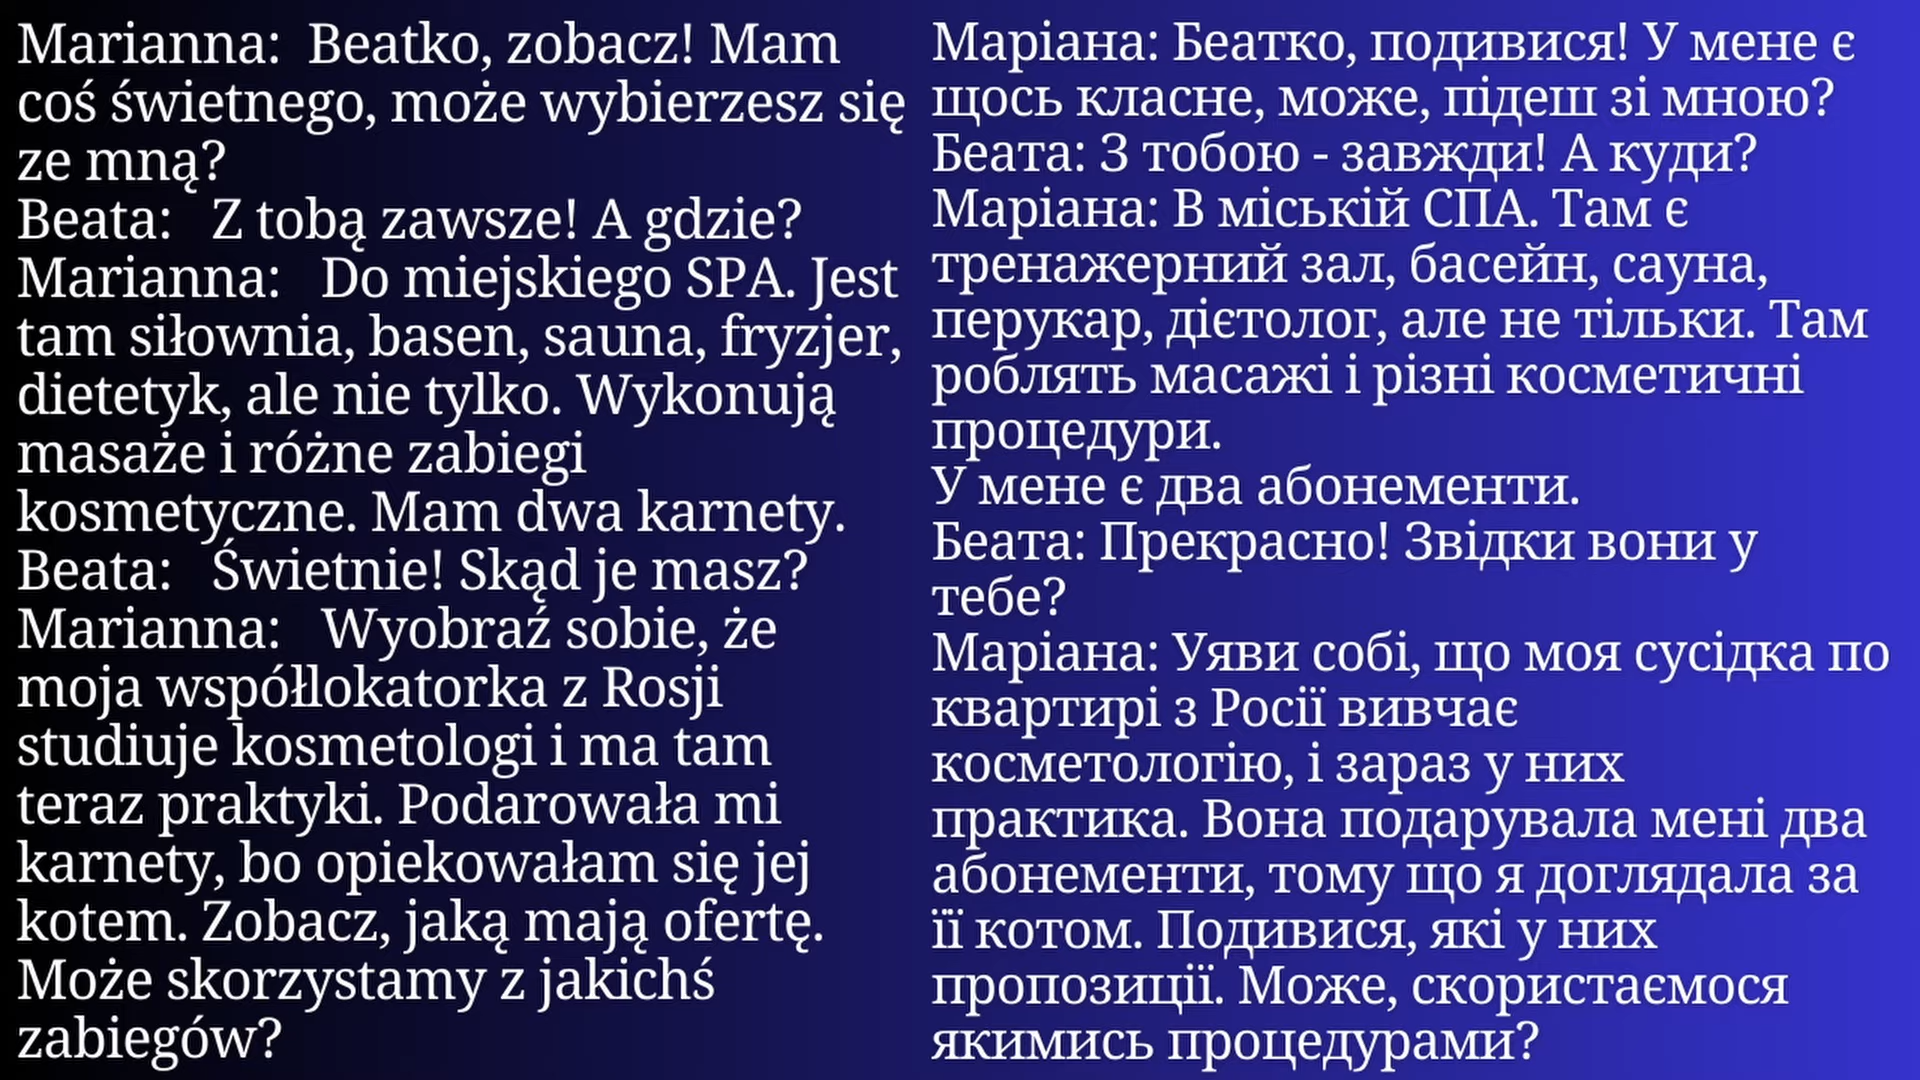 Marianna:  Beatko, zobacz! Mam
coś świetnego, może wybierzesz się
ze mną?
Beata:   Z tobą zawsze! A gdzie?
Marianna:   Do miejskiego SPA. Jest
tam siłownia, basen, sauna, fryzjer,
dietetyk, ale nie tylko. Wykonują
masaże i różne zabiegi
kosmetyczne. Mam dwa karnety.
Beata:   Świetnie! Skąd je masz?
Marianna:   Wyobraź sobie, że
moja współlokatorka z Rosji
studiuje kosmetologi i ma tam
teraz praktyki. Podarowała mi
karnety, bo opiekowałam się jej
kotem. Zobacz, jaką mają ofertę.
Może skorzystamy z jakichś
zabiegów?
Маріана: Беатко, подивися! У мене є
щось класне, може, підеш зі мною?
Беата: З тобою - завжди! А куди?
Маріана: В міській СПА. Там є
тренажерний зал, басейн, сауна,
перукар, дієтолог, але не тільки. Там
роблять масажі і різні косметичні
процедури.
У мене є два абонементи.
Беата: Прекрасно! Звідки вони у
тебе?
Маріана: Уяви собі, що моя сусідка по
квартирі з Росії вивчає
косметологію, і зараз у них
практика. Вона подарувала мені два
абонементи, тому що я доглядала за
її котом. Подивися, які у них
пропозиції. Може, скористаємося
якимись процедурами?